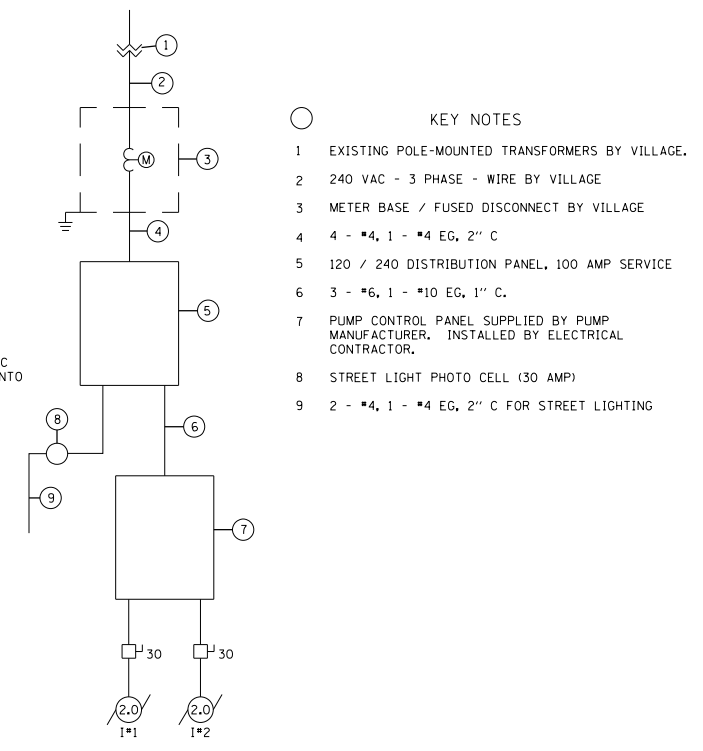 1
2
M
3
4
5
C
NTO
8
6
9
7
30
30
2.0
2.0
I#1
I#2
KEY NOTES
1 EXISTING POLE-MOUNTED TRANSFORMERS BY VILLAGE.
2 240 VAC - 3 PHASE - WIRE BY VILLAGE
3 METER BASE / FUSED DISCONNECT BY VILLAGE
4 4 - #4, 1 - #4 EG, 2'' C
5 120 / 240 DISTRIBUTION PANEL, 100 AMP SERVICE
6 3 - #6, 1 - #10 EG, 1'' C.
7 PUMP CONTROL PANEL SUPPLIED BY PUMP
MANUFACTURER. INSTALLED BY ELECTRICAL
CONTRACTOR.
8 STREET LIGHT PHOTO CELL (30 AMP)
9 2 - #4, 1 - #4 EG, 2'' C FOR STREET LIGHTING